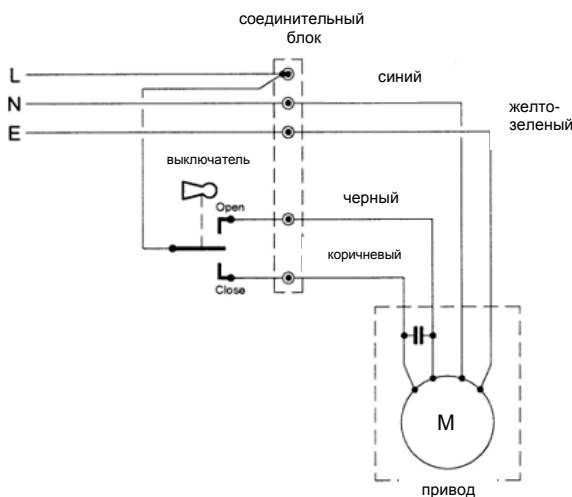 соединительный
блок
L
синий
N
желто-
зеленый
E
выключатель
Open
черный
коричневый
Close
M
привод